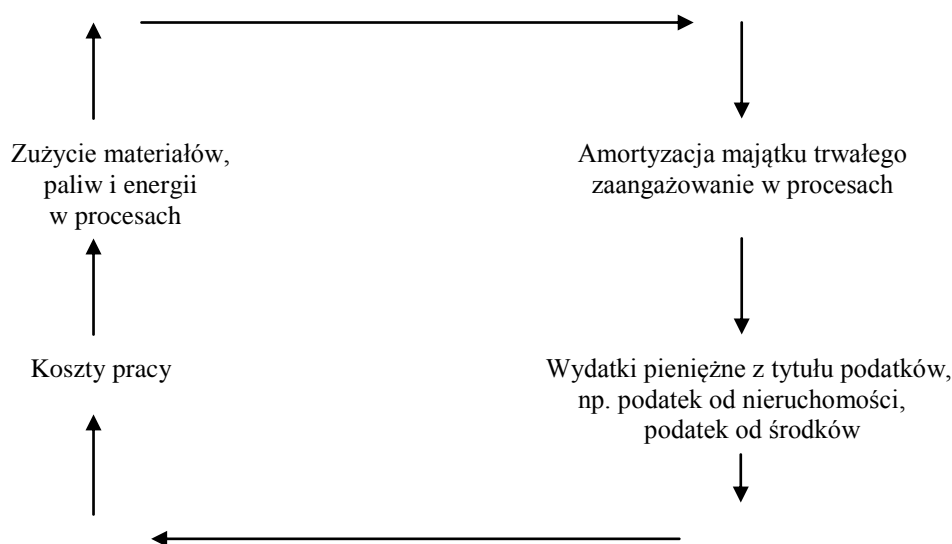 Zużycie materiałów,
paliw i energii
w procesach
Amortyzacja majątku trwałego
zaangażowanie w procesach
Koszty pracy
Wydatki pieniężne z tytułu podatków,
np. podatek od nieruchomości,
podatek od środków